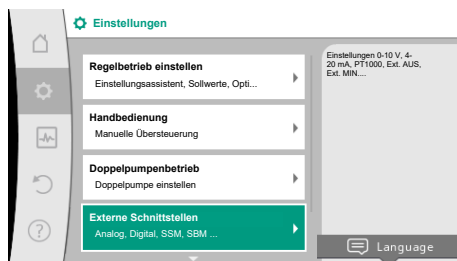 Einstellungen
Regelbetrieb einstellen
Einstellungsassistent, Sollwerte, Opti...
Handbedienung
Manuelle Übersteuerung
Doppelpumpenbetrieb
Doppelpumpe einstellen
Externe Schnittstellen
Analog, Digital, SSM, SBM ...
Einstellungen 0-10 V, 4-
20 mA, PT1000, Ext. AUS,
Ext. MIN....
Language